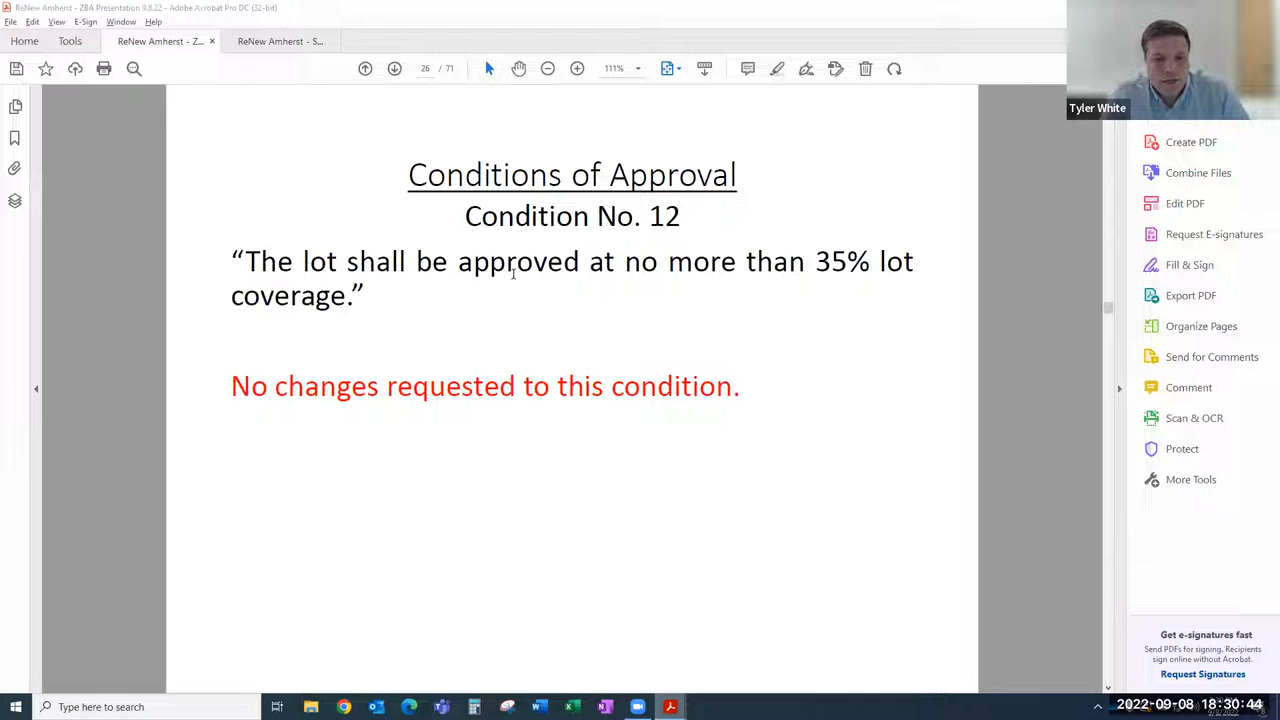 ReNew Amherst - ZBA Presentation 9.8.22 - Adobe Acrobat Pro DC (32-bit)
File Edit View E-Sign Window Help
Home Tools ReNew Amherst - Z... × ReNew Amherst - S...
26 / 71 111%
Tyler White
Conditions of Approval
Condition No. 12
“The lot shall be approved at no more than 35% lot
coverage.”
No changes requested to this condition.
Create PDF
Combine Files
Edit PDF
Request E-signatures
Fill & Sign
Export PDF
Organize Pages
Send for Comments
Comment
Scan & OCR
Protect
More Tools
Get e-signatures fast
Send PDFs for signing. Recipients
sign online without Acrobat.
Request Signatures
Type here to search
2022-09-08 18:30:44